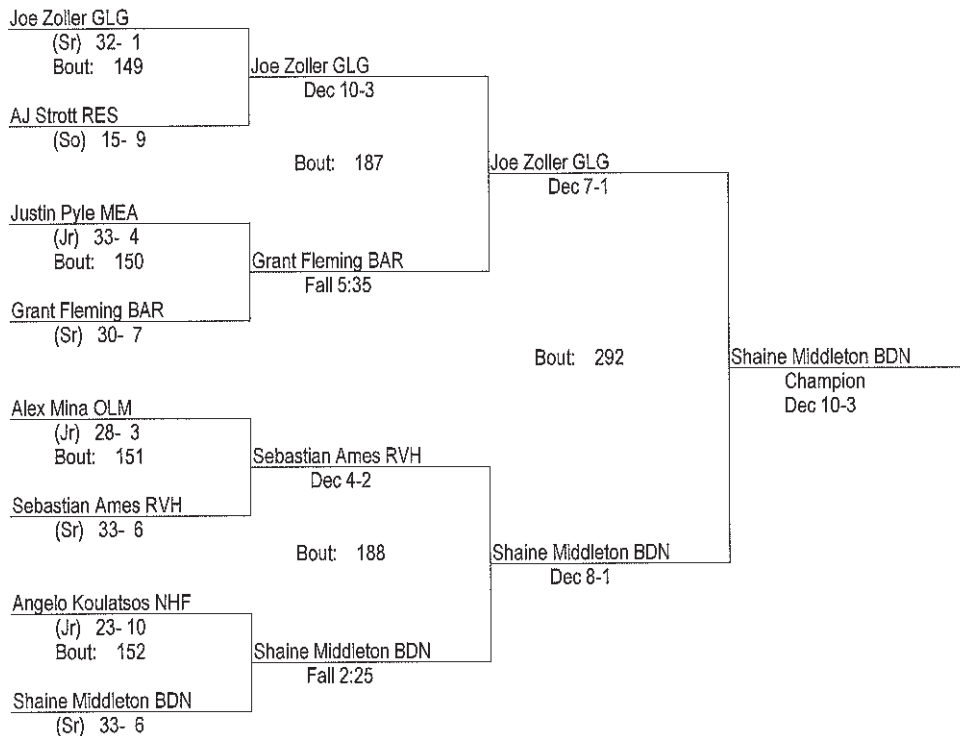 Joe Zoller GLG
(Sr) 32- 1
Bout: 149
AJ Strott RES
(So) 15- 9
Joe Zoller GLG
Dec 10-3
Bout: 187
Justin Pyle MEA
(Jr) 33- 4
Bout: 150
Grant Fleming BAR
(Sr) 30- 7
Grant Fleming BAR
Fall 5:35
Joe Zoller GLG
Dec 7-1
Bout: 292
Alex Mina OLM
(Jr) 28- 3
Bout: 151
Sebastian Ames RVH
(Sr) 33- 6
Sebastian Ames RVH
Dec 4-2
Bout: 188
Angelo Koulatsos NHF
(Jr) 23- 10
Bout: 152
Shaine Middleton BDN
(Sr) 33- 6
Shaine Middleton BDN
Fall 2:25
Shaine Middleton BDN
Dec 8-1
Shaine Middleton BDN
Champion
Dec 10-3